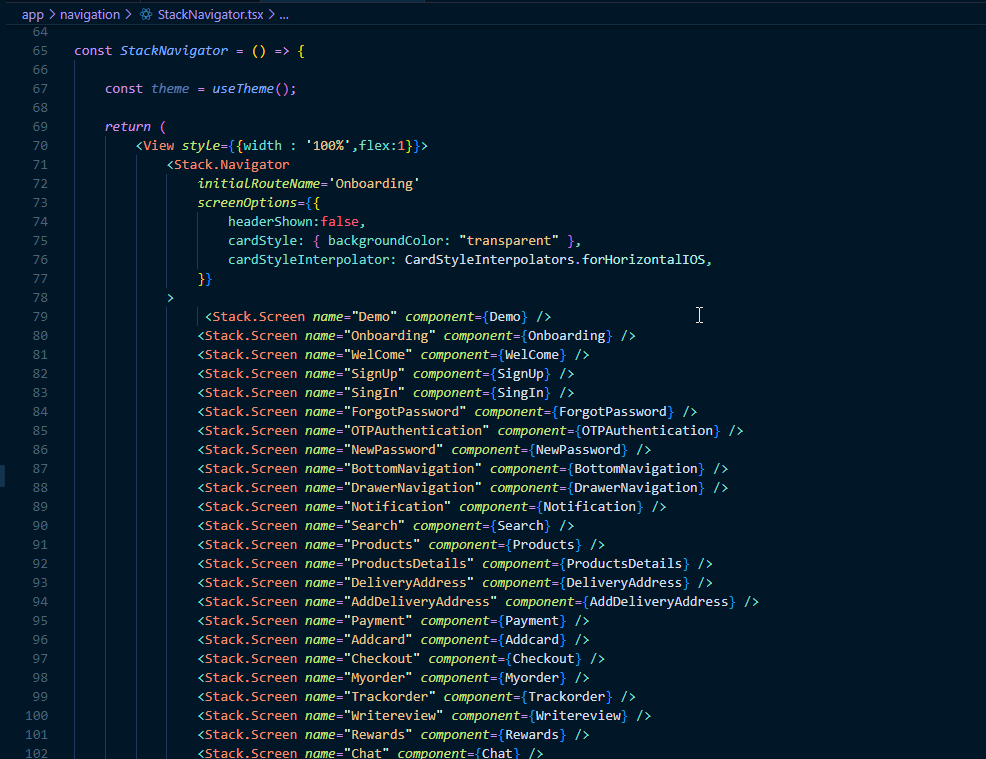 app > navigation > StackNavigator.tsx > ...
64
65 const StackNavigator = () => {
66
67 const theme = useTheme();
68
69 return (
70 <View style={{width : '100%',flex:1}}>
71 <Stack.Navigator
72 initialRouteName='Onboarding'
73 screenOptions={{
74 headerShown:false,
75 cardStyle: { backgroundColor: "transparent" },
76 cardStyleInterpolator: CardStyleInterpolators.forHorizontalIOS,
77 }}
78 >
79 <Stack.Screen name="Demo" component={Demo} />
80 <Stack.Screen name="Onboarding" component={Onboarding} />
81 <Stack.Screen name="WelCome" component={WelCome} />
82 <Stack.Screen name="SignUp" component={SignUp} />
83 <Stack.Screen name="SingIn" component={SingIn} />
84 <Stack.Screen name="ForgotPassword" component={ForgotPassword} />
85 <Stack.Screen name="OTPAuthentication" component={OTPAuthentication} />
86 <Stack.Screen name="NewPassword" component={NewPassword} />
87 <Stack.Screen name="BottomNavigation" component={BottomNavigation} />
88 <Stack.Screen name="DrawerNavigation" component={DrawerNavigation} />
89 <Stack.Screen name="Notification" component={Notification} />
90 <Stack.Screen name="Search" component={Search} />
91 <Stack.Screen name="Products" component={Products} />
92 <Stack.Screen name="ProductsDetails" component={ProductsDetails} />
93 <Stack.Screen name="DeliveryAddress" component={DeliveryAddress} />
94 <Stack.Screen name="AddDeliveryAddress" component={AddDeliveryAddress} />
95 <Stack.Screen name="Payment" component={Payment} />
96 <Stack.Screen name="Addcard" component={Addcard} />
97 <Stack.Screen name="Checkout" component={Checkout} />
98 <Stack.Screen name="Myorder" component={Myorder} />
99 <Stack.Screen name="Trackorder" component={Trackorder} />
100 <Stack.Screen name="Writereview" component={Writereview} />
101 <Stack.Screen name="Rewards" component={Rewards} />
102 <Stack.Screen name="Chat" component={Chat} />